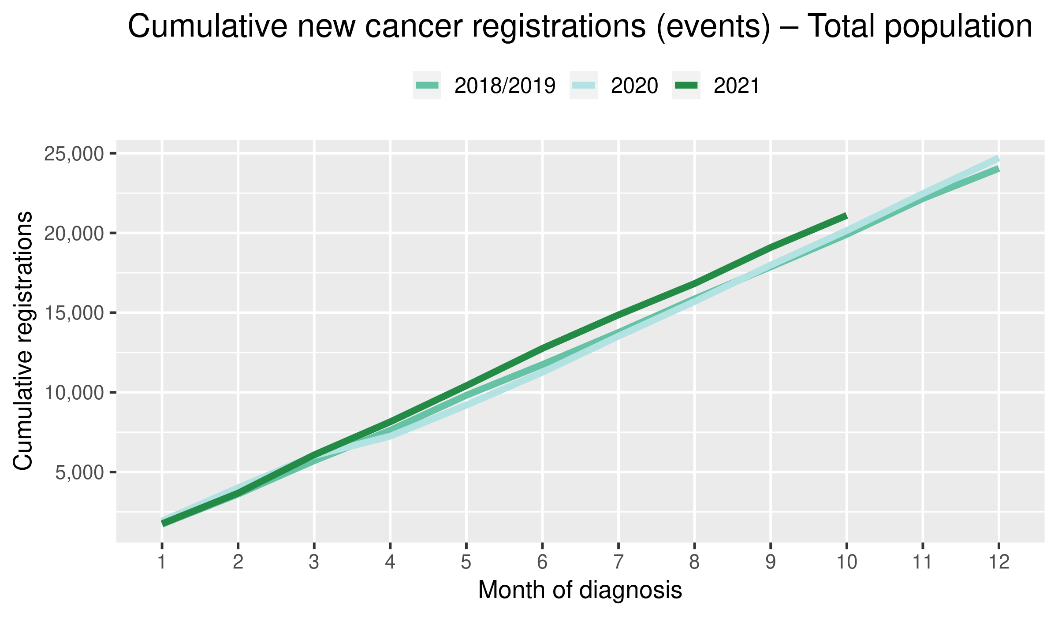 Cumulative new cancer registrations (events) – Total population
2018/2019 2020 2021
25,000
20,000
15,000
10,000
5,000
Cumulative registrations
1 2 3 4 5 6 7 8 9 10 11 12
Month of diagnosis